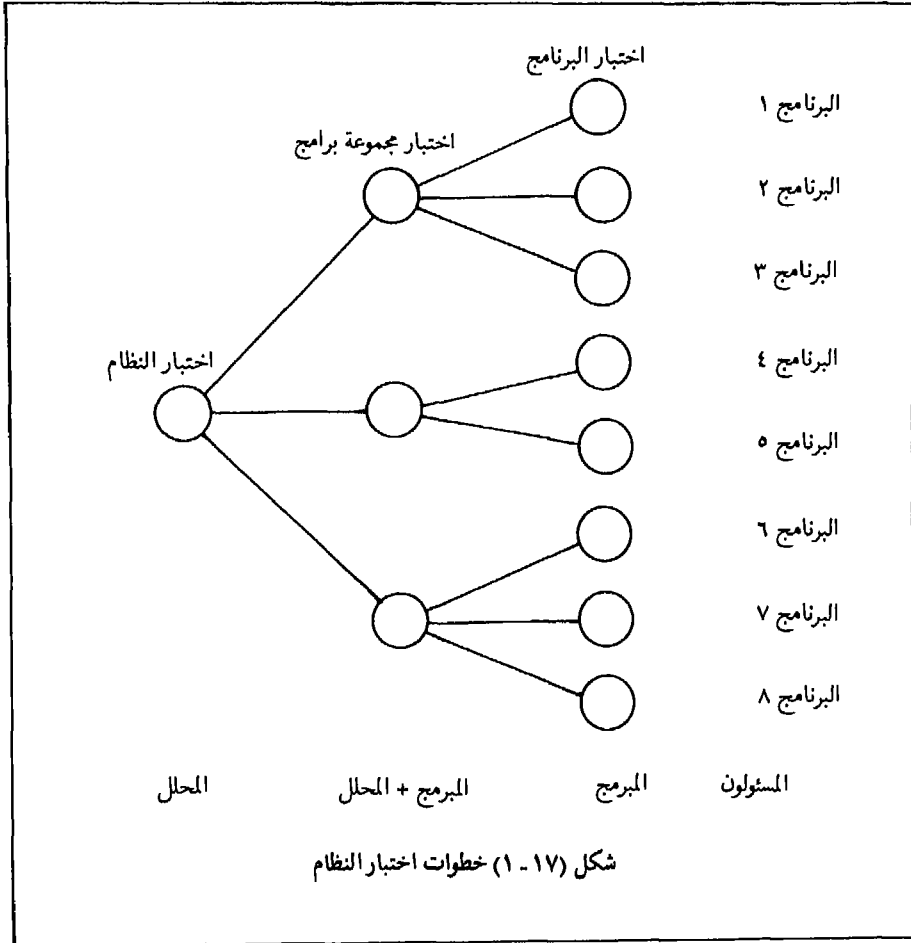 اختبار البرنامج
البرنامج ١
اختبار مجموعة برامج
البرنامج ٢
البرنامج ٣
اختبار النظام
البرنامج ٤
البرنامج ٥
البرنامج ٦
البرنامج ٧
البرنامج ٨
المسئولون المبرمج المبرمج + المحلل المحلل
شكل (١٧ - ١) خطوات اختبار النظام